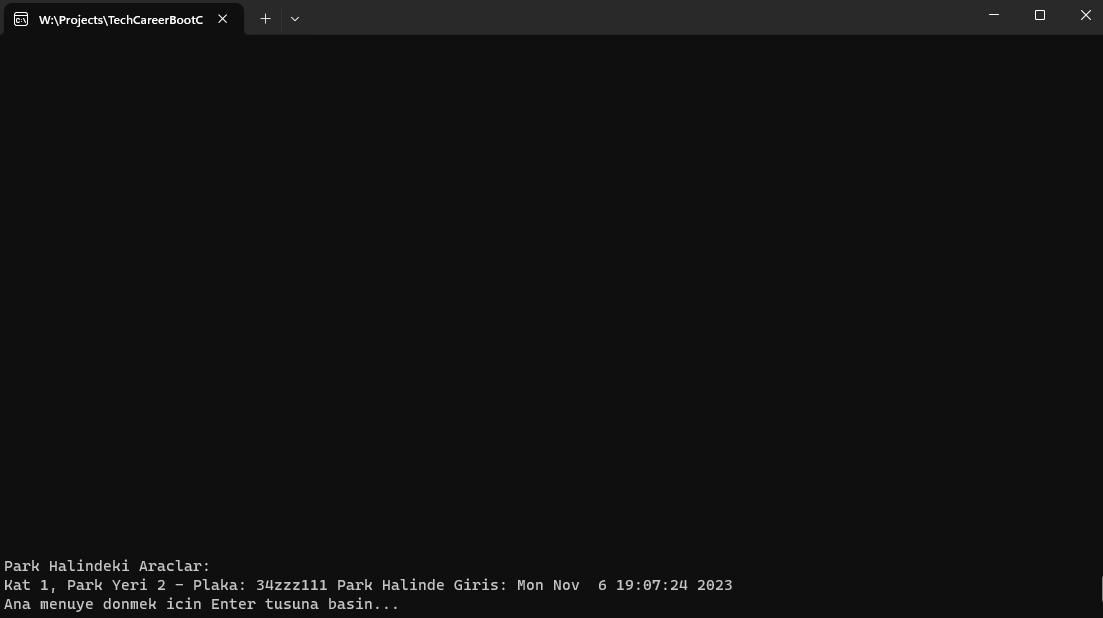 W:\Projects\TechCareerBootC
Park Halindeki Araclar:
Kat 1, Park Yeri 2 - Plaka: 34zzz111 Park Halinde Giris: Mon Nov  6 19:07:24 2023
Ana menuye donmek icin Enter tusuna basin...